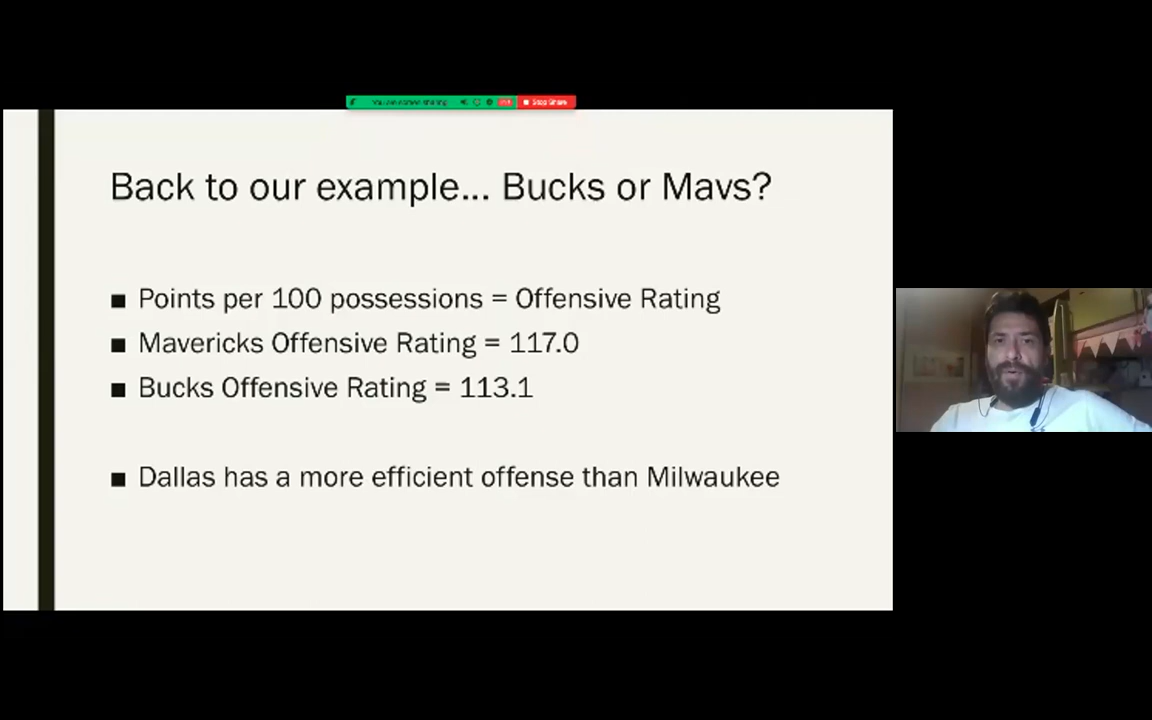 Stop Share
Back to our example... Bucks or Mavs?
■ Points per 100 possessions = Offensive Rating
■ Mavericks Offensive Rating = 117.0
■ Bucks Offensive Rating = 113.1
■ Dallas has a more efficient offense than Milwaukee